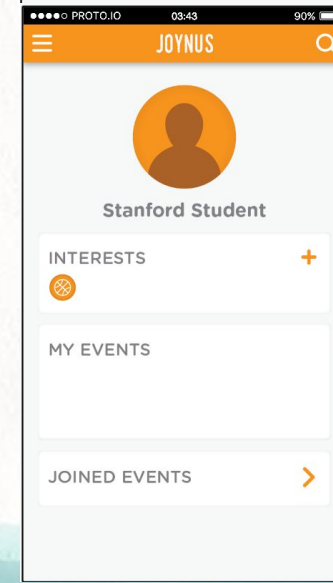 PROTO.IO 03:43 90%
JOYNUS
Stanford Student
INTERESTS
MY EVENTS
JOINED EVENTS